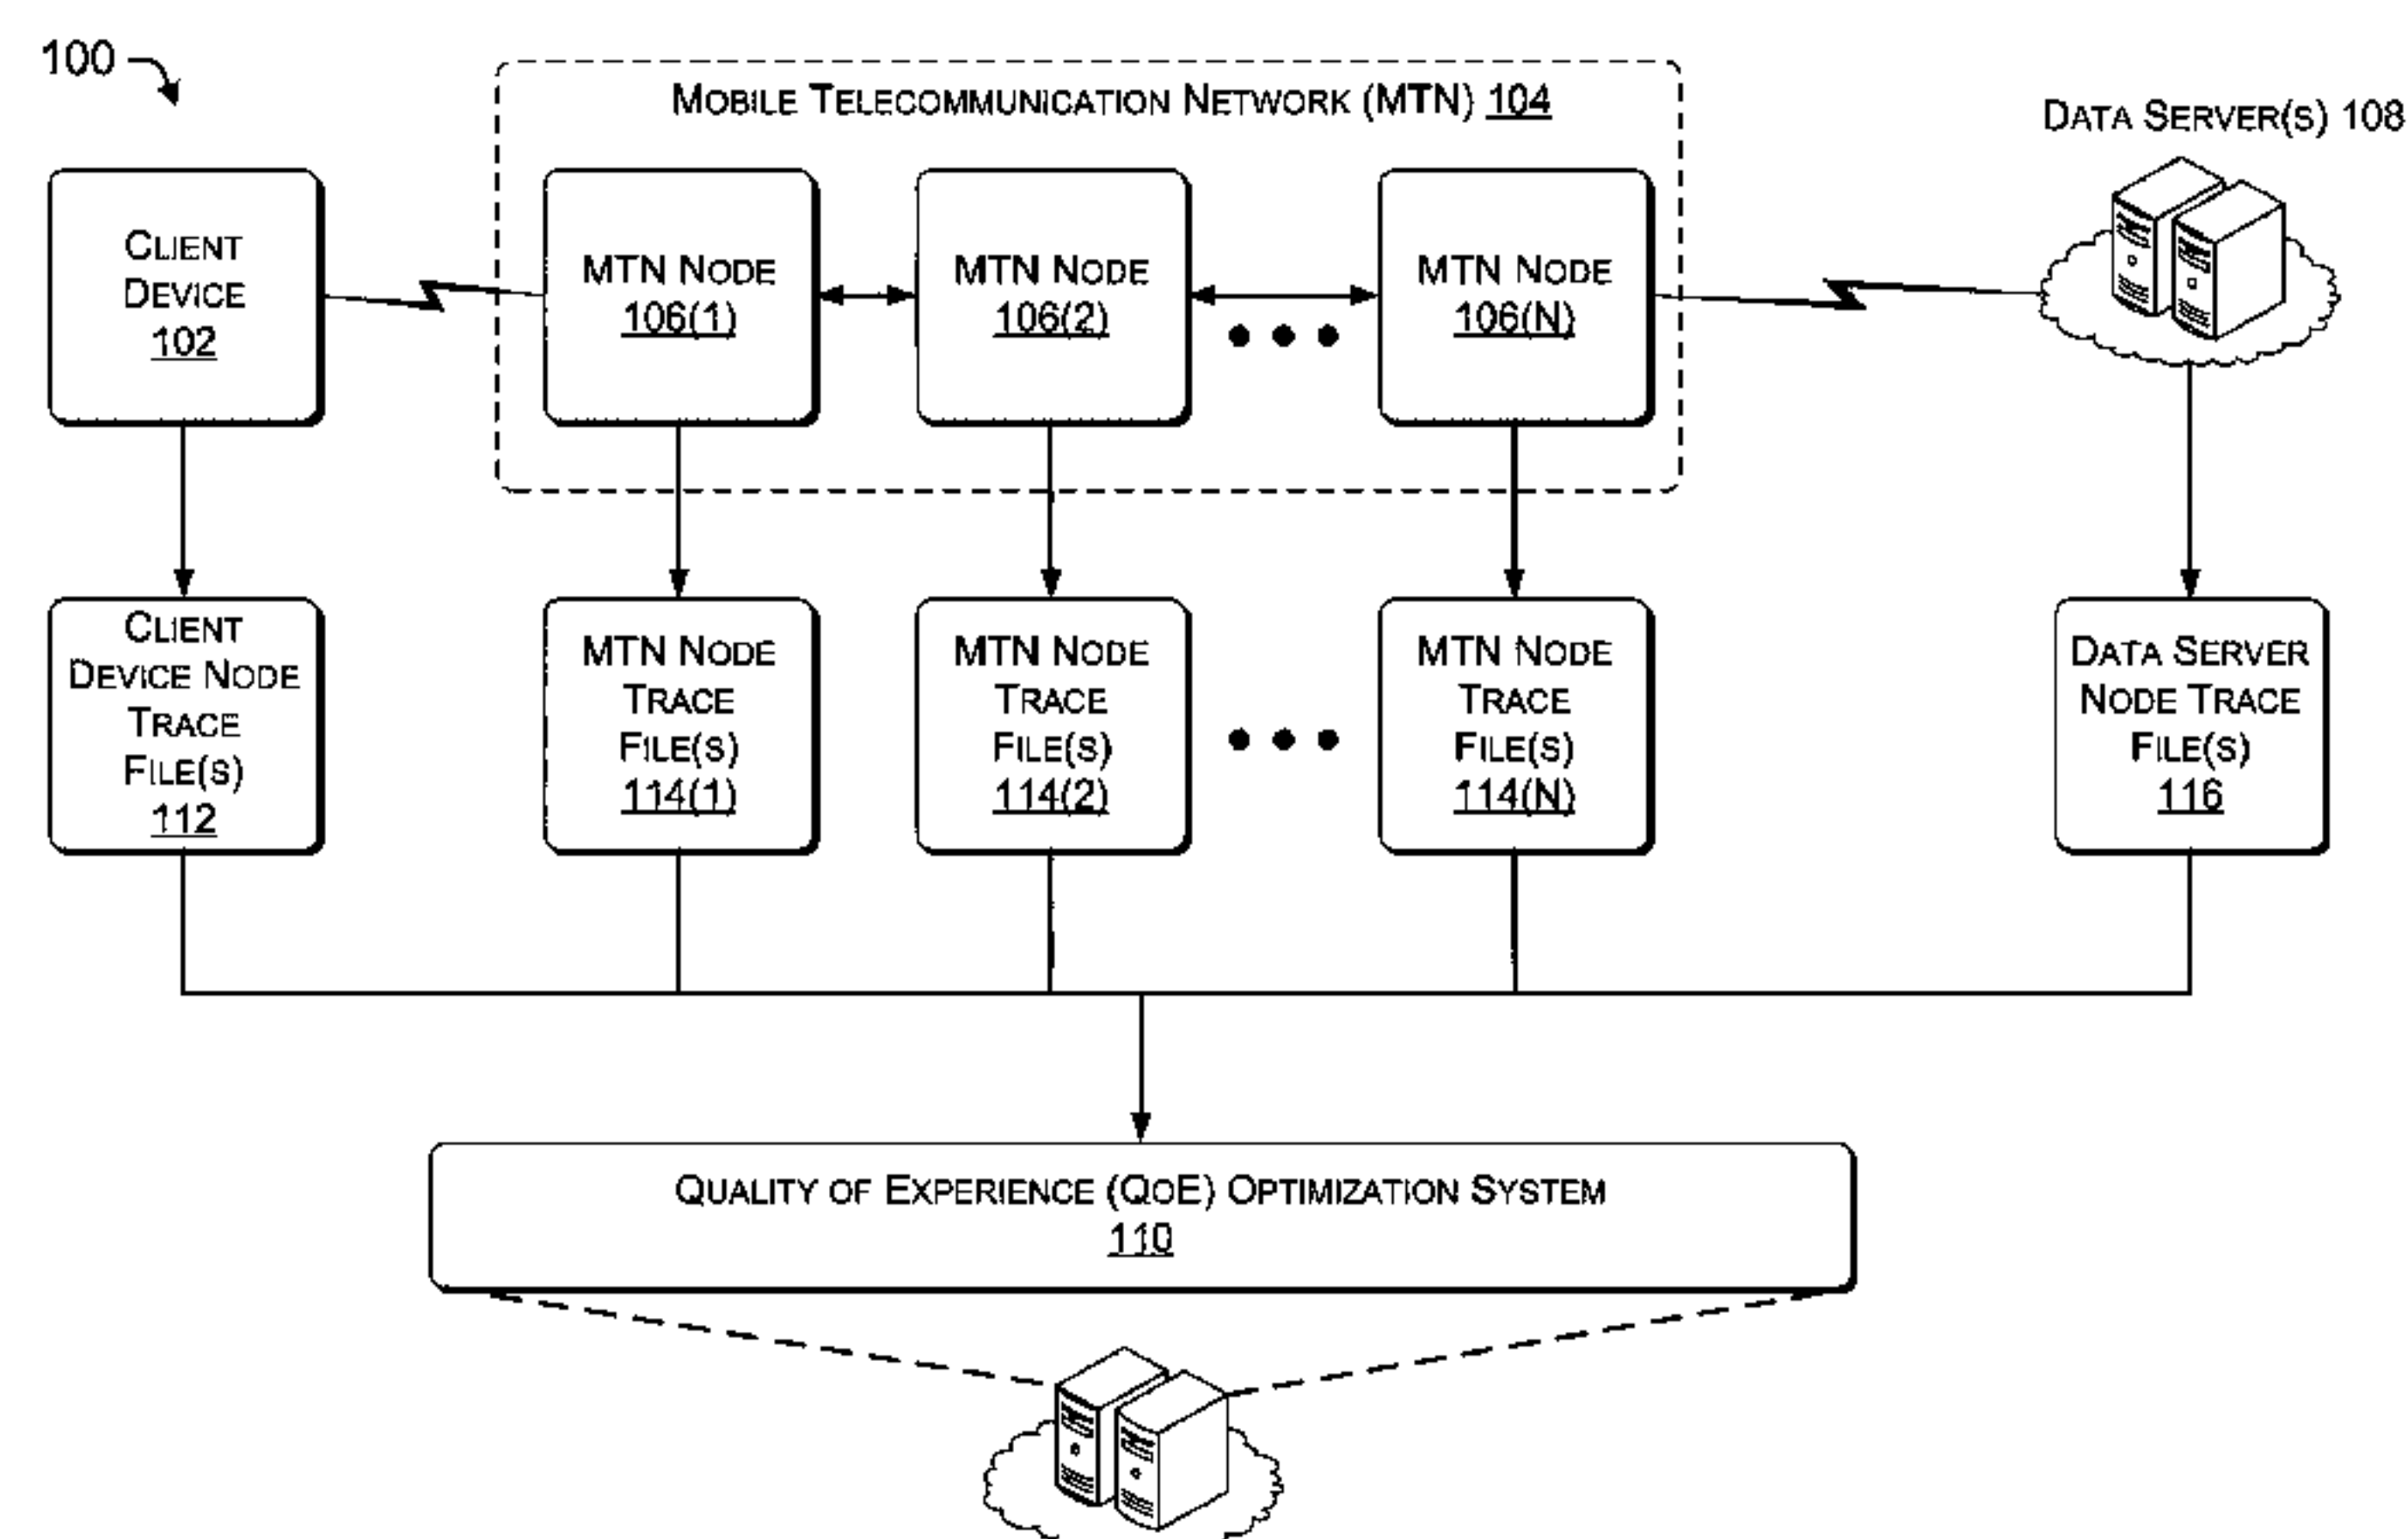 100
MOBILE TELECOMMUNICATION NETWORK (MTN) 104
DATA SERVER(S) 108
CLIENT
DEVICE
102
MTN NODE
106(1)
MTN NODE
106(2)
MTN NODE
106(N)
CLIENT
DEVICE NODE
TRACE
FILE(S)
112
MTN NODE
TRACE
FILE(S)
114(1)
MTN NODE
TRACE
FILE(S)
114(2)
MTN NODE
TRACE
FILE(S)
114(N)
DATA SERVER
NODE TRACE
FILE(S)
116
QUALITY OF EXPERIENCE (QOE) OPTIMIZATION SYSTEM
110